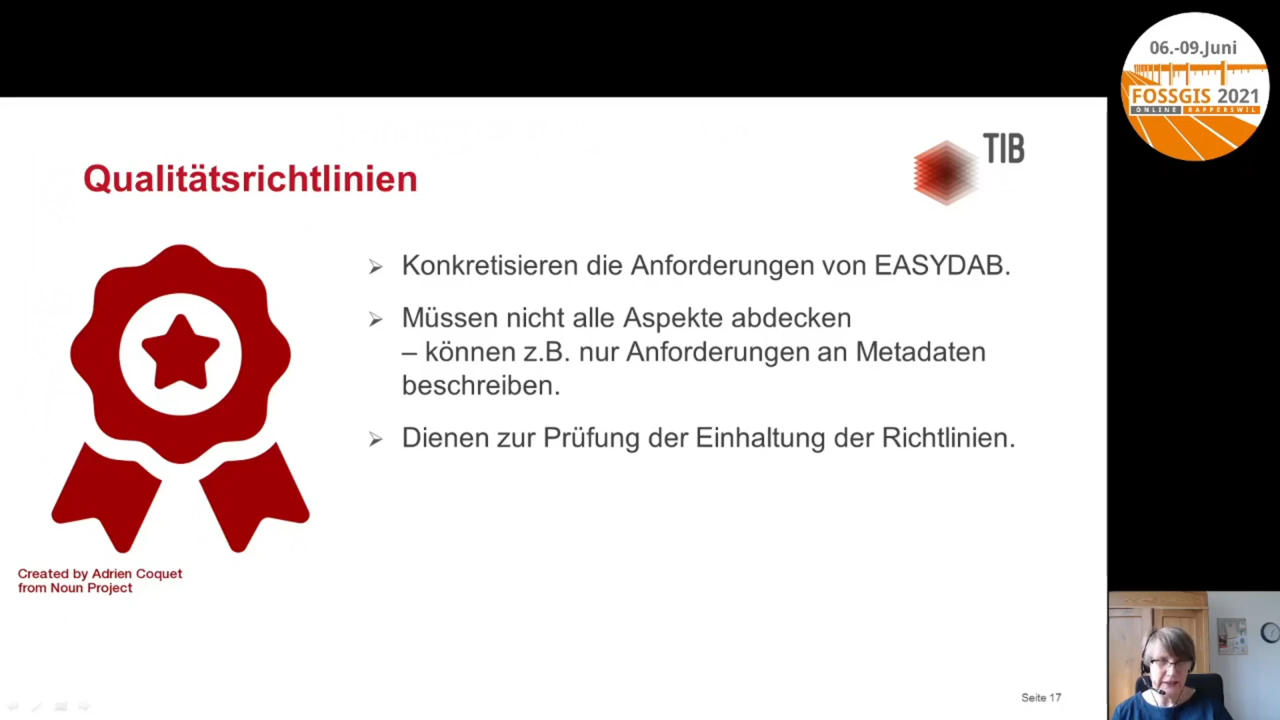 06.-09.Juni
FOSSGIS 2021
ONLINE RAPPERSWIL
TIB
Qualitätsrichtlinien
Konkretisieren die Anforderungen von EASYDAB.
Müssen nicht alle Aspekte abdecken
– können z.B. nur Anforderungen an Metadaten
beschreiben.
Dienen zur Prüfung der Einhaltung der Richtlinien.
Created by Adrien Coquet
from Noun Project
Seite 17